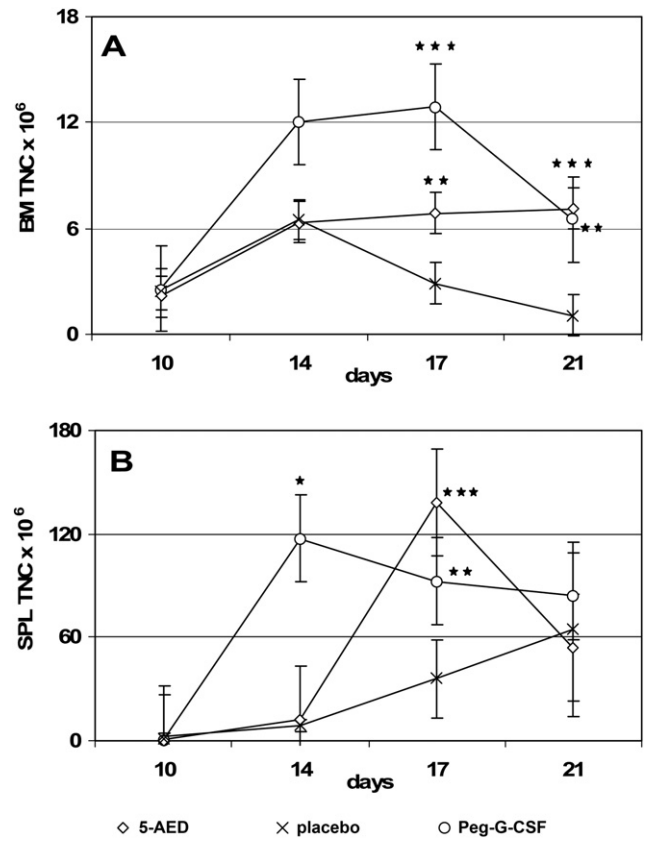 A
BM TNC x 10⁶
18
12
6
0
★★★
★★
★★★
★★
10 14 17 21
days
B
SPL TNC x 10⁶
180
120
60
0
★
★★★
★★
10 14 17 21
days
5-AED placebo Peg-G-CSF